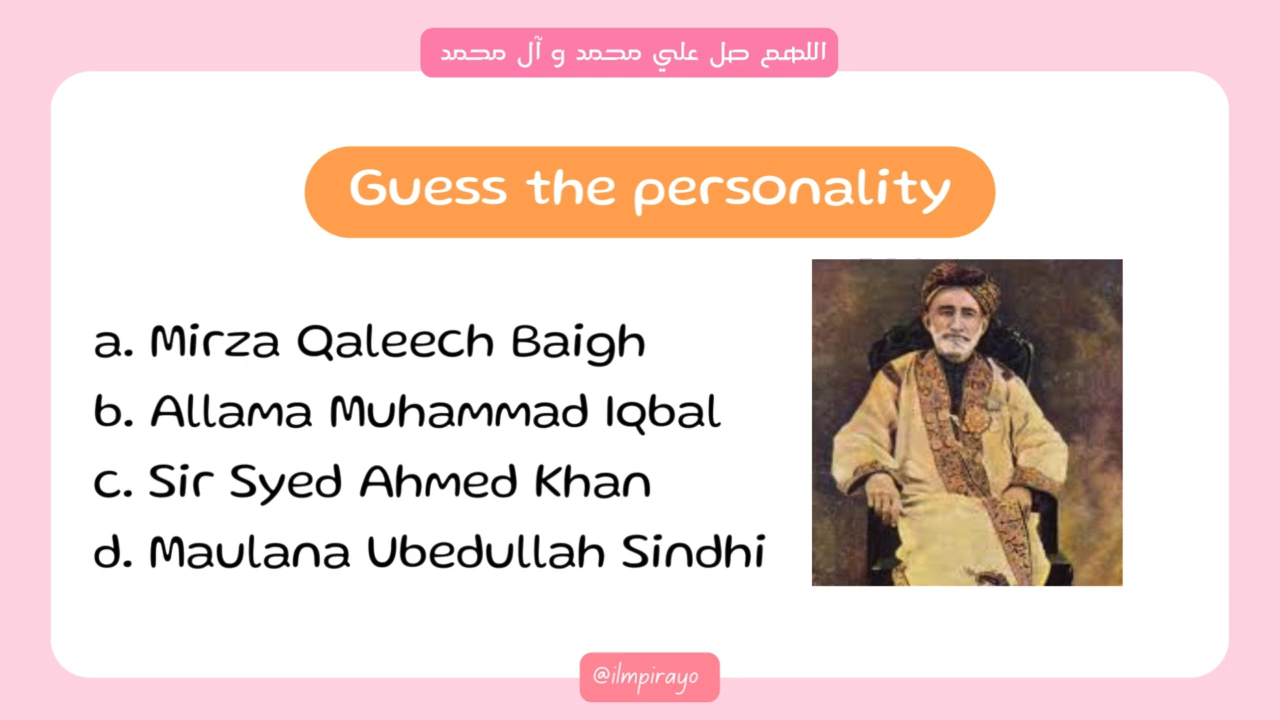 اللهم صل علي محمد و آل محمد
Guess the personality
a. Mirza Qaleech Baigh
b. Allama Muhammad Iqbal
c. Sir Syed Ahmed Khan
d. Maulana Ubedullah Sindhi
@ilmpirayo